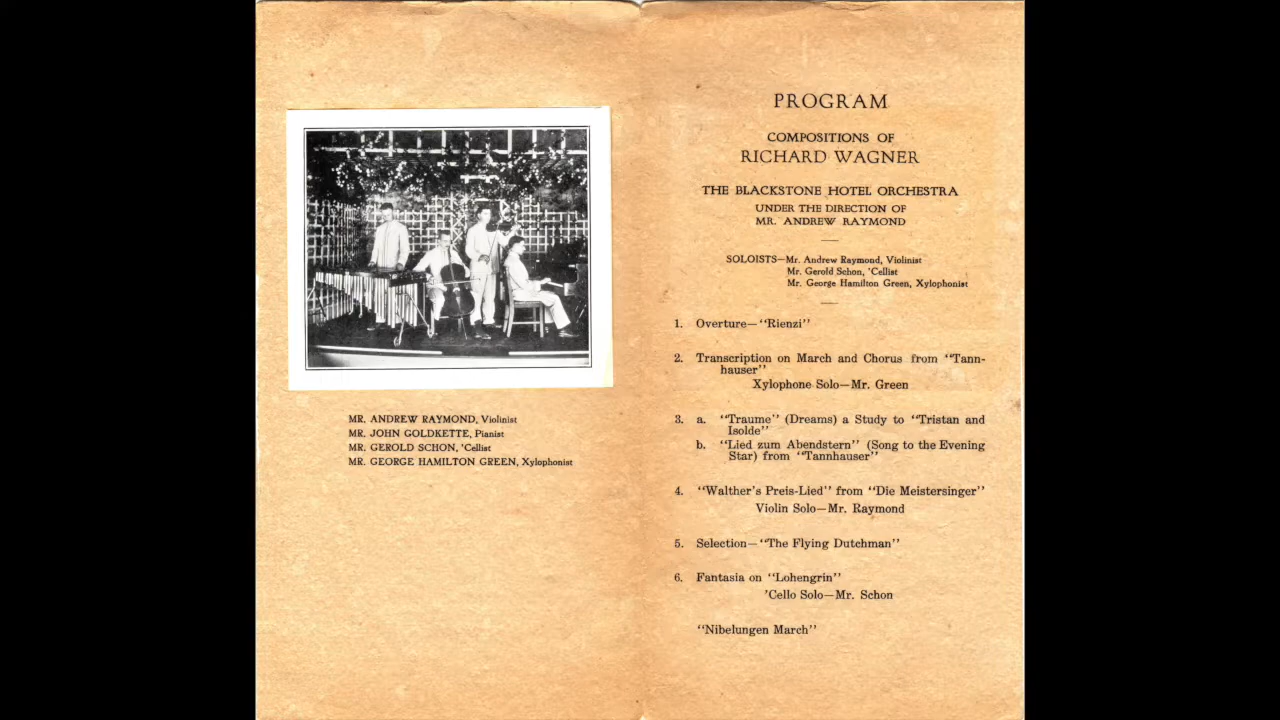 MR. ANDREW RAYMOND, Violinist
MR. JOHN GOLDKETTE, Pianist
MR. GEROLD SCHON, 'Cellist
MR. GEORGE HAMILTON GREEN, Xylophonist
PROGRAM
COMPOSITIONS OF
RICHARD WAGNER
THE BLACKSTONE HOTEL ORCHESTRA
UNDER THE DIRECTION OF
MR. ANDREW RAYMOND
SOLOISTS—Mr. Andrew Raymond, Violinist
Mr. Gerold Schon, 'Cellist
Mr. George Hamilton Green, Xylophonist
1. Overture—"Rienzi"
2. Transcription on March and Chorus from "Tann-
hauser"
Xylophone Solo—Mr. Green
3. a. "Traume" (Dreams) a Study to "Tristan and
Isolde"
b. "Lied zum Abendstern" (Song to the Evening
Star) from "Tannhauser"
4. "Walther's Preis-Lied" from "Die Meistersinger"
Violin Solo—Mr. Raymond
5. Selection—"The Flying Dutchman"
6. Fantasia on "Lohengrin"
'Cello Solo—Mr. Schon
"Nibelungen March"